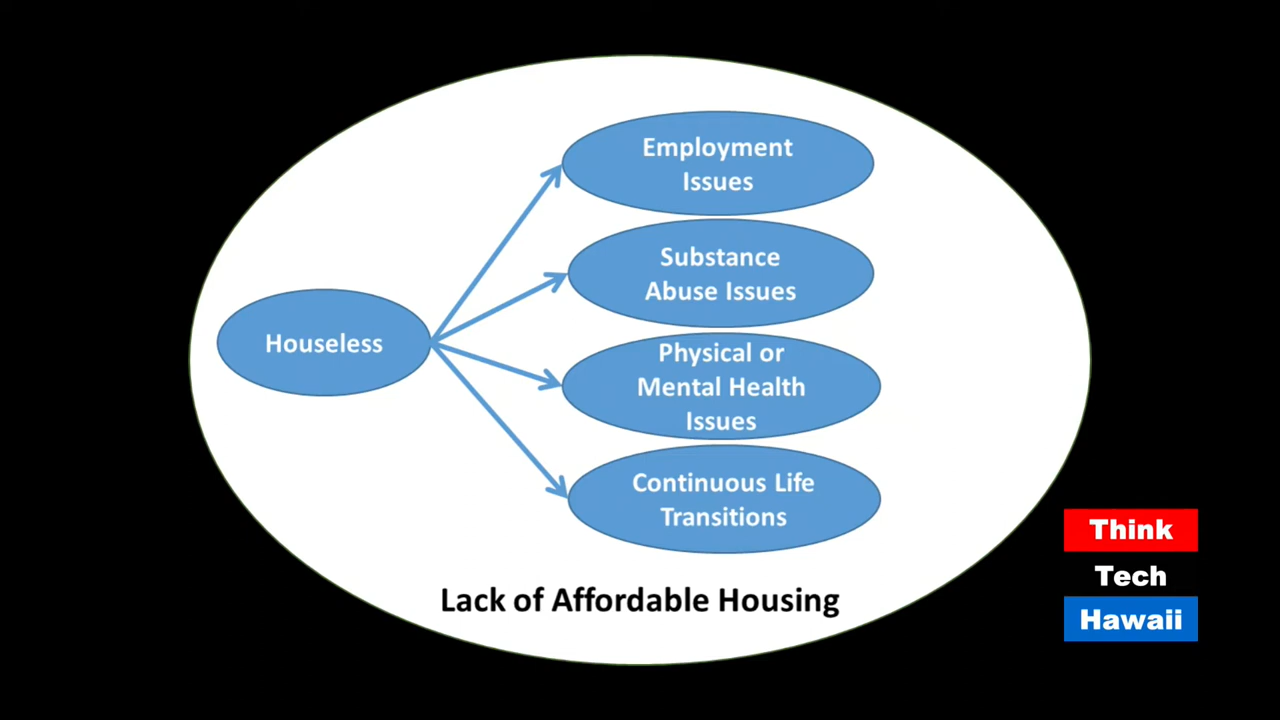 Employment
Issues
Substance
Abuse Issues
Houseless
Physical or
Mental Health
Issues
Continuous Life
Transitions
Lack of Affordable Housing
Think
Tech
Hawaii